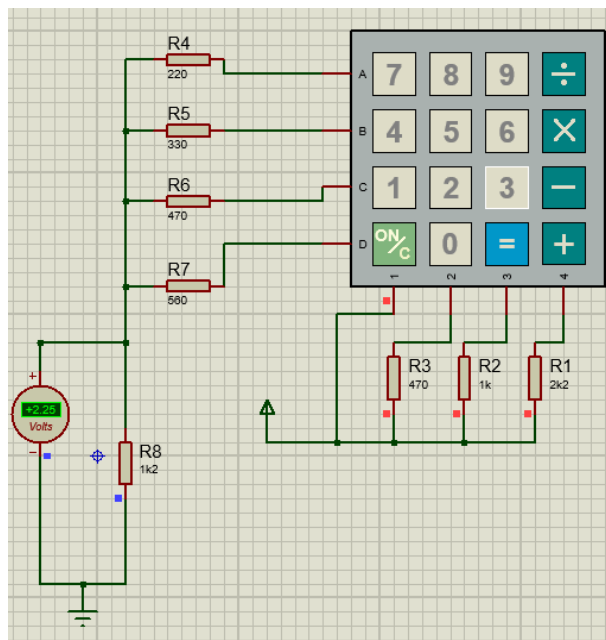 R4
220
A
7 8 9 ÷
R5
330
B
4 5 6 ×
R6
470
C
1 2 3 −
R7
560
D
ON/C 0 = +
1 2 3 4
R3
470
R2
1k
R1
2k2
+
+2.25
Volts
−
R8
1k2